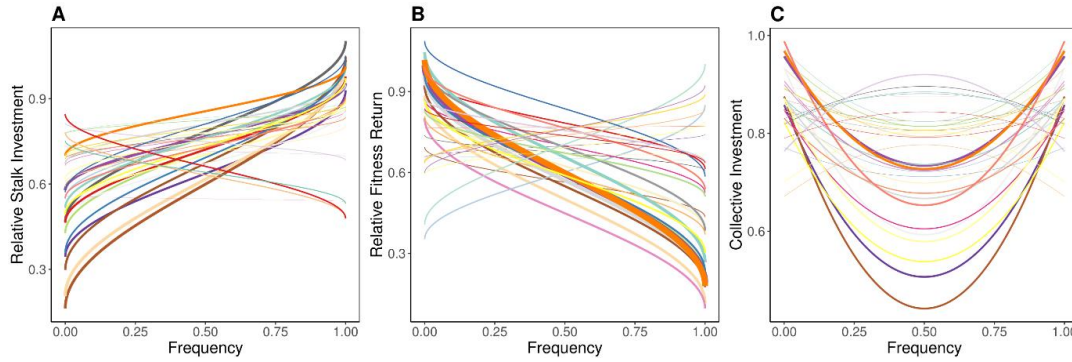 A
Relative Stalk Investment
0.9
0.6
0.3
0.00 0.25 0.50 0.75 1.00
Frequency
B
Relative Fitness Return
0.9
0.6
0.3
0.00 0.25 0.50 0.75 1.00
Frequency
C
Collective Investment
1.0
0.8
0.6
0.00 0.25 0.50 0.75 1.00
Frequency